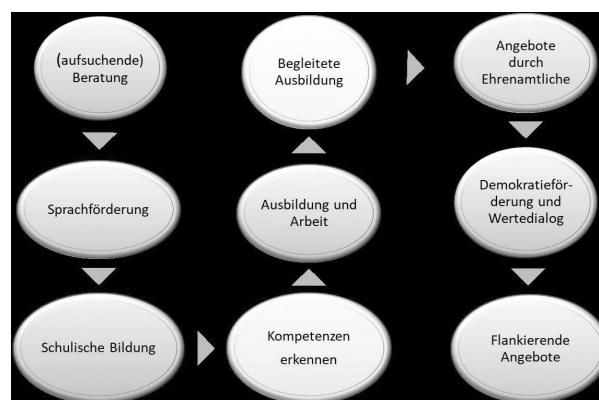 (aufsuchende)
Beratung
Sprachförderung
Schulische Bildung
Kompetenzen
erkennen
Ausbildung und
Arbeit
Begleitete
Ausbildung
Angebote
durch
Ehrenamtliche
Demokratieför-
derung und
Wertedialog
Flankierende
Angebote